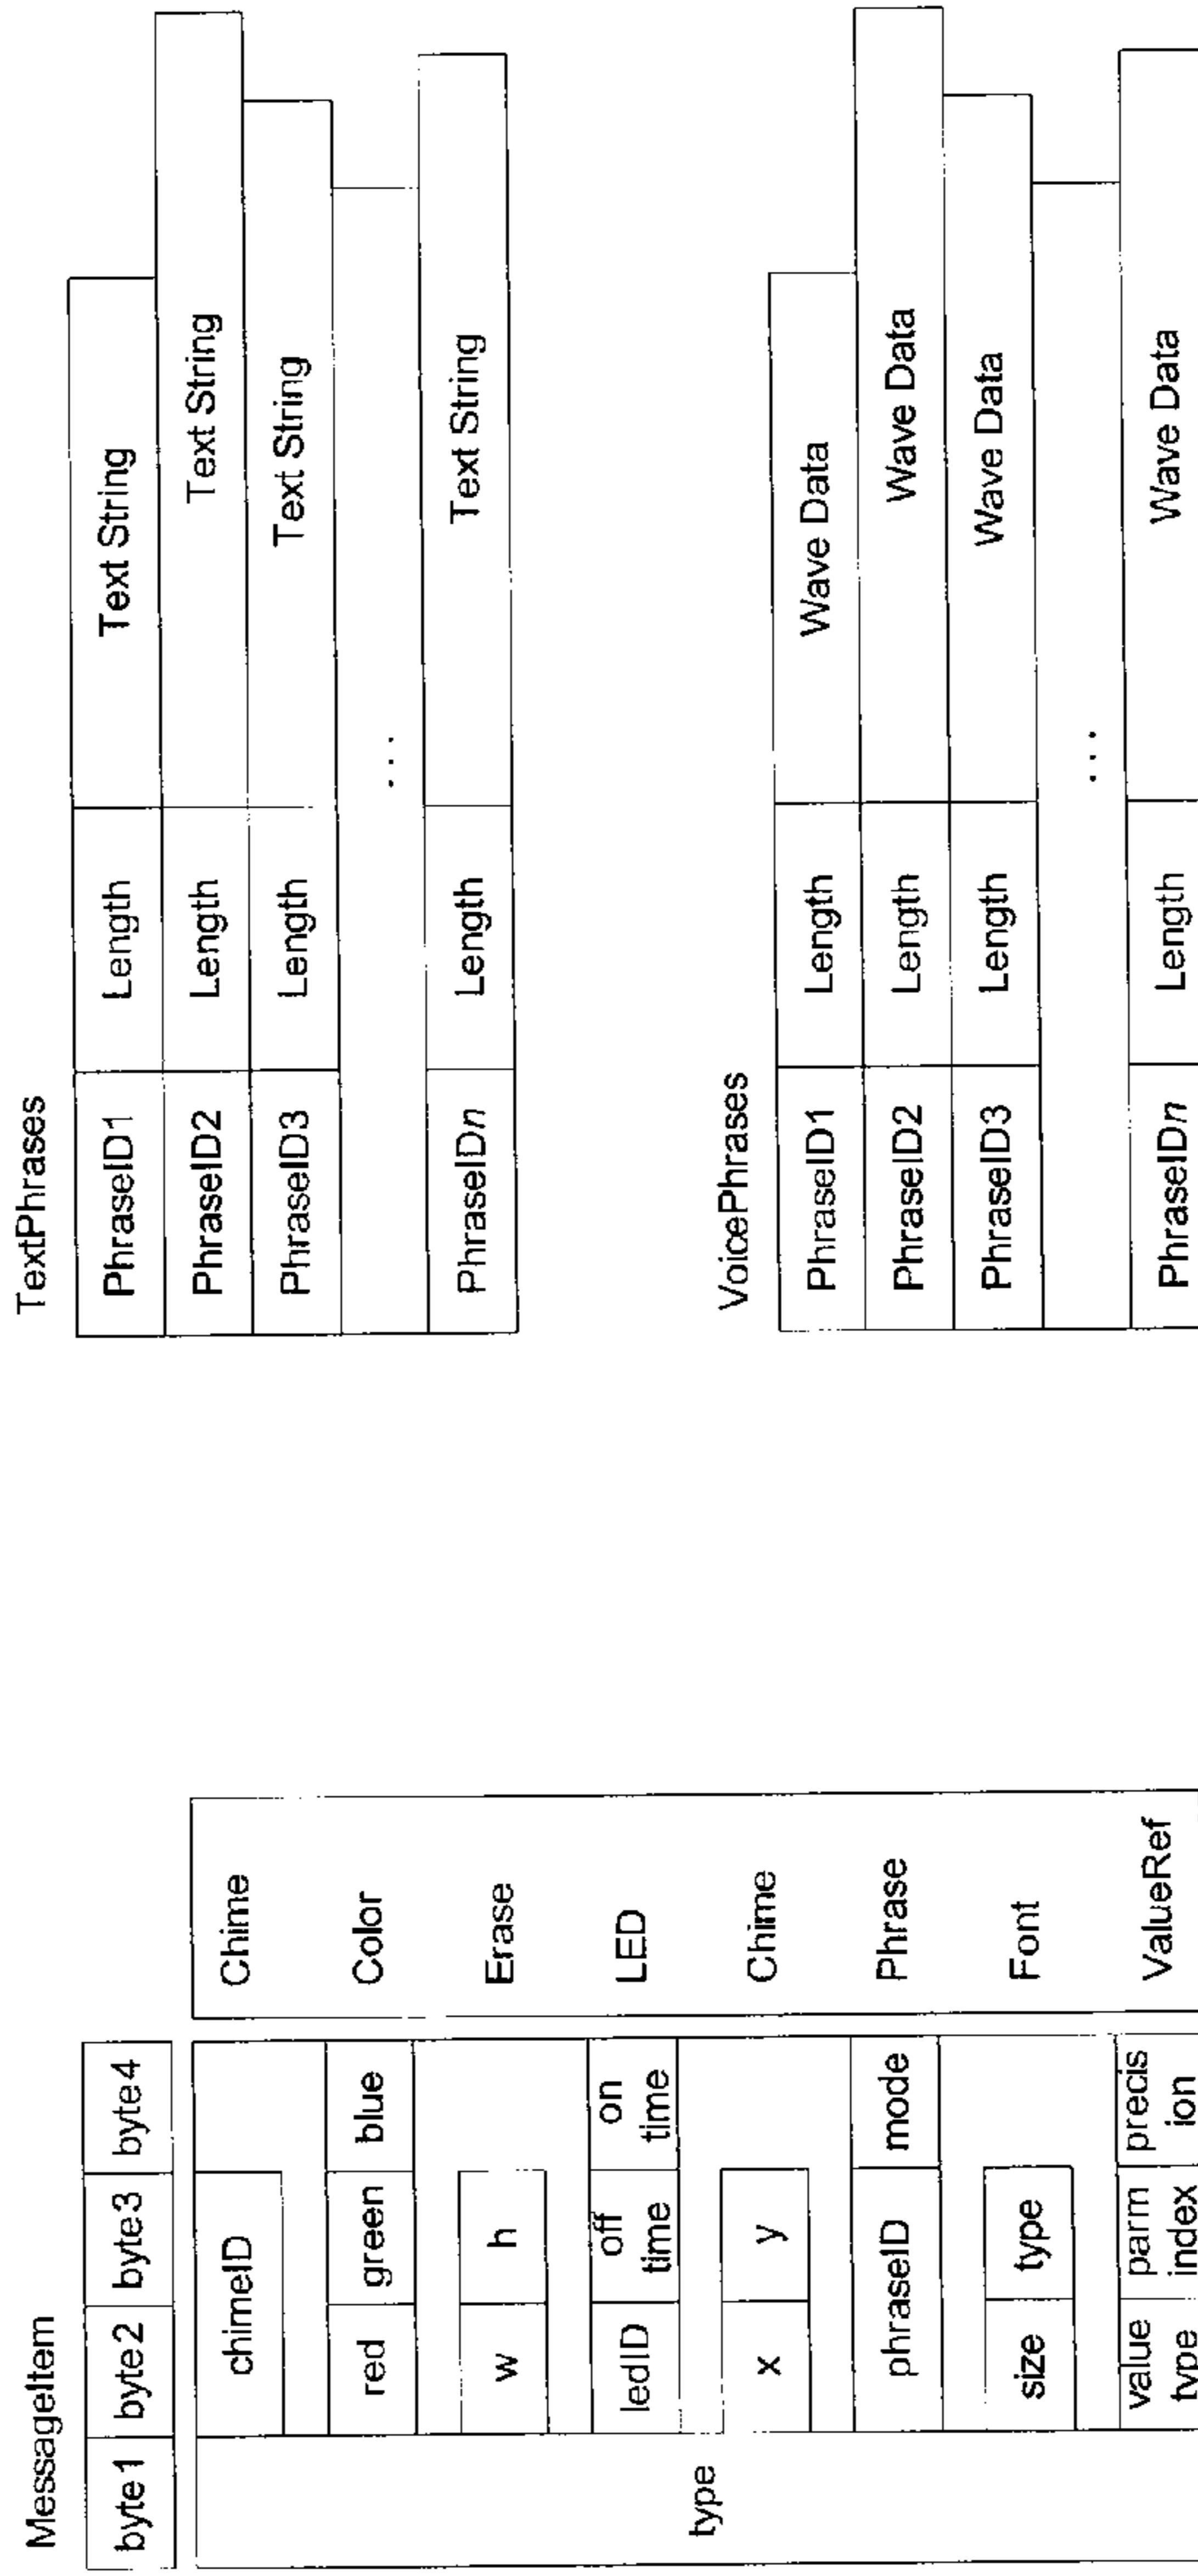 MessageItem
byte1 byte2 byte3 byte4
type
chimeID Chime
red green blue Color
w h Erase
ledID off time on time LED
x y Chime
phraseID mode Phrase
size type Font
value type parm index precis ion ValueRef
TextPhrases
PhraseID1 Length Text String
PhraseID2 Length Text String
PhraseID3 Length Text String
...
PhraseIDn Length Text String
VoicePhrases
PhraseID1 Length Wave Data
PhraseID2 Length Wave Data
PhraseID3 Length Wave Data
...
PhraseIDn Length Wave Data